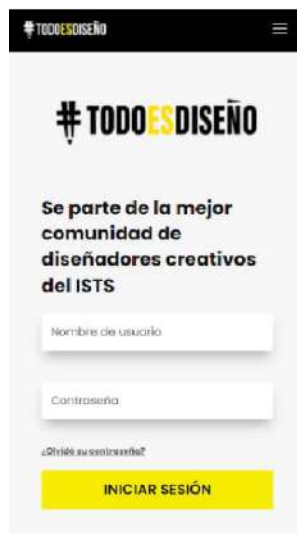 #TODOESDISEÑO
#TODOESDISEÑO
Se parte de la mejor
comunidad de
diseñadores creativos
del ISTS
Nombre de usuario
Contraseña
¿Olvidé su contraseña?
INICIAR SESIÓN